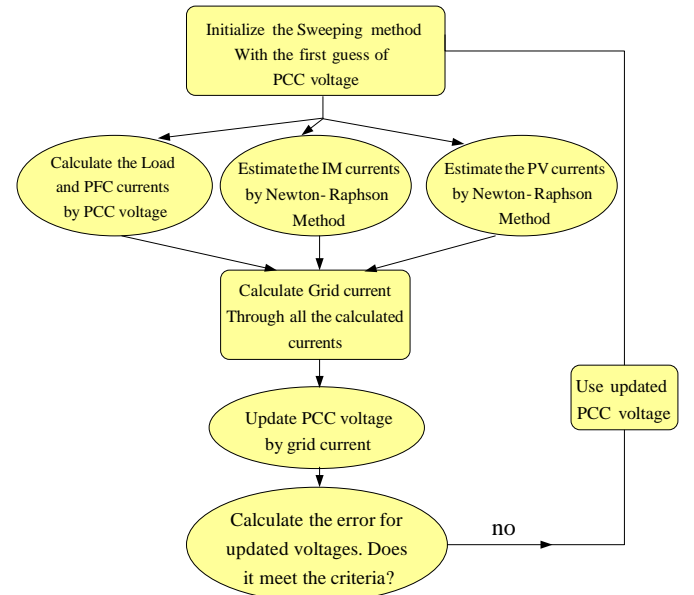 Initialize the Sweeping method
With the first guess of
PCC voltage
Calculate the Load
and PFC currents
by PCC voltage
Estimate the IM currents
by Newton- Raphson
Method
Estimate the PV currents
by Newton- Raphson
Method
Calculate Grid current
Through all the calculated
currents
Use updated
PCC voltage
Update PCC voltage
by grid current
Calculate the error for
updated voltages. Does
it meet the criteria?
no